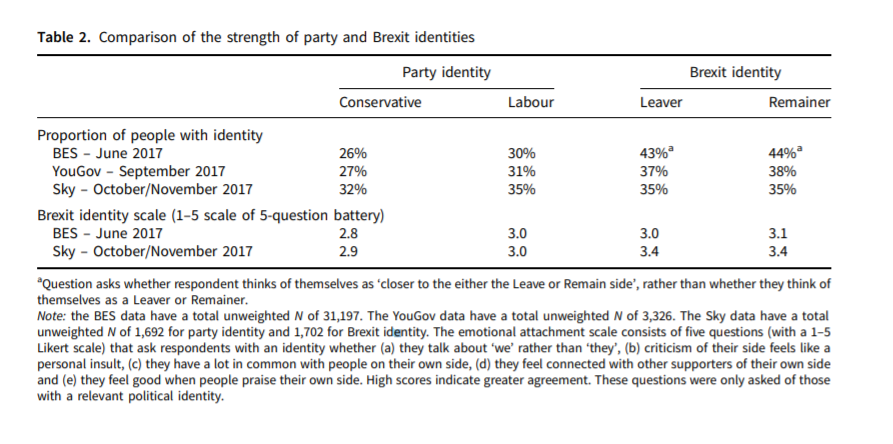 Table 2. Comparison of the strength of party and Brexit identities
Party identity Brexit identity
Conservative Labour Leaver Remainer
Proportion of people with identity
BES – June 2017 26% 30% 43%a 44%a
YouGov – September 2017 27% 31% 37% 38%
Sky – October/November 2017 32% 35% 35% 35%
Brexit identity scale (1–5 scale of 5-question battery)
BES – June 2017 2.8 3.0 3.0 3.1
Sky – October/November 2017 2.9 3.0 3.4 3.4
aQuestion asks whether respondent thinks of themselves as ‘closer to the either the Leave or Remain side’, rather than whether they think of
themselves as a Leaver or Remainer.
Note: the BES data have a total unweighted N of 31,197. The YouGov data have a total unweighted N of 3,326. The Sky data have a total
unweighted N of 1,692 for party identity and 1,702 for Brexit identity. The emotional attachment scale consists of five questions (with a 1–5
Likert scale) that ask respondents with an identity whether (a) they talk about ‘we’ rather than ‘they’, (b) criticism of their side feels like a
personal insult, (c) they have a lot in common with people on their own side, (d) they feel connected with other supporters of their own side
and (e) they feel good when people praise their own side. High scores indicate greater agreement. These questions were only asked of those
with a relevant political identity.